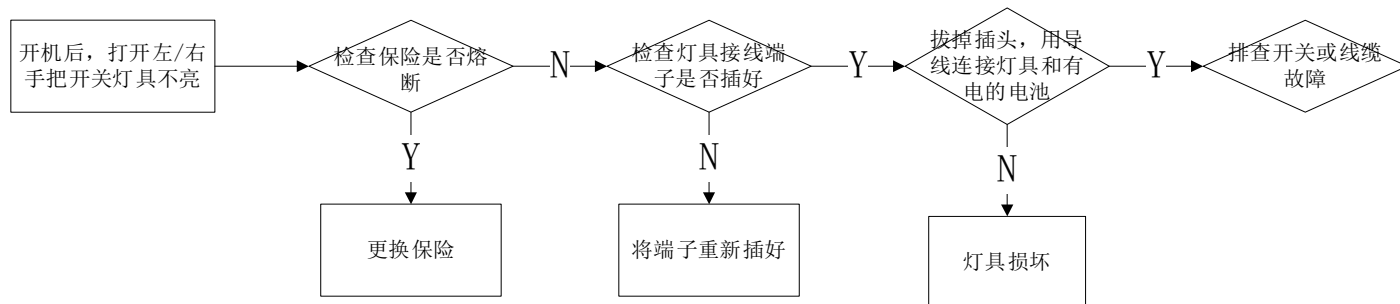 开机后，打开左/右
手把开关灯具不亮
检查保险是否熔
断
N
检查灯具接线端
子是否插好
Y
拔掉插头，用导
线连接灯具和有
电的电池
Y
排查开关或线缆
故障
Y
N
N
更换保险
将端子重新插好
灯具损坏